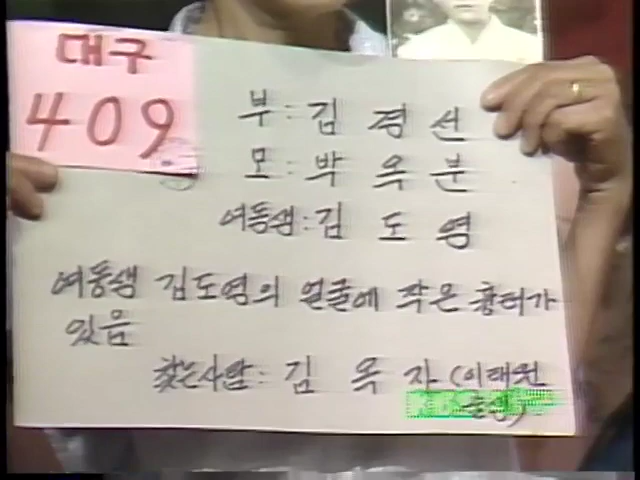 대구
409
부: 김 경 선
모: 박 옥 분
여동생: 김 도 영
여동생 김도영의 얼굴에 작은 흉터가
있음
찾는사람: 김 옥 자 (이태원